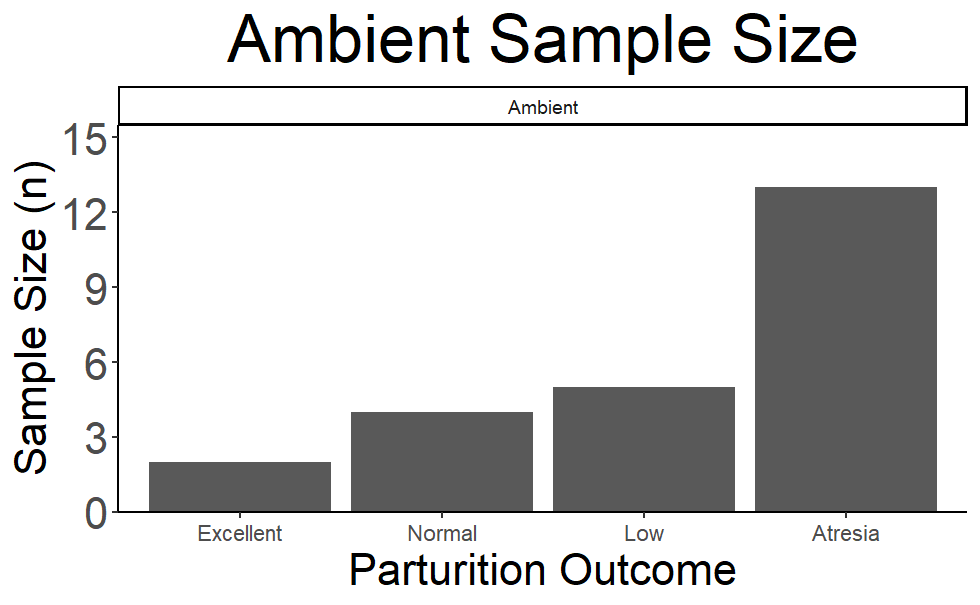 Ambient Sample Size
Ambient
Sample Size (n)
15
12
9
6
3
0
Excellent Normal Low Atresia
Parturition Outcome